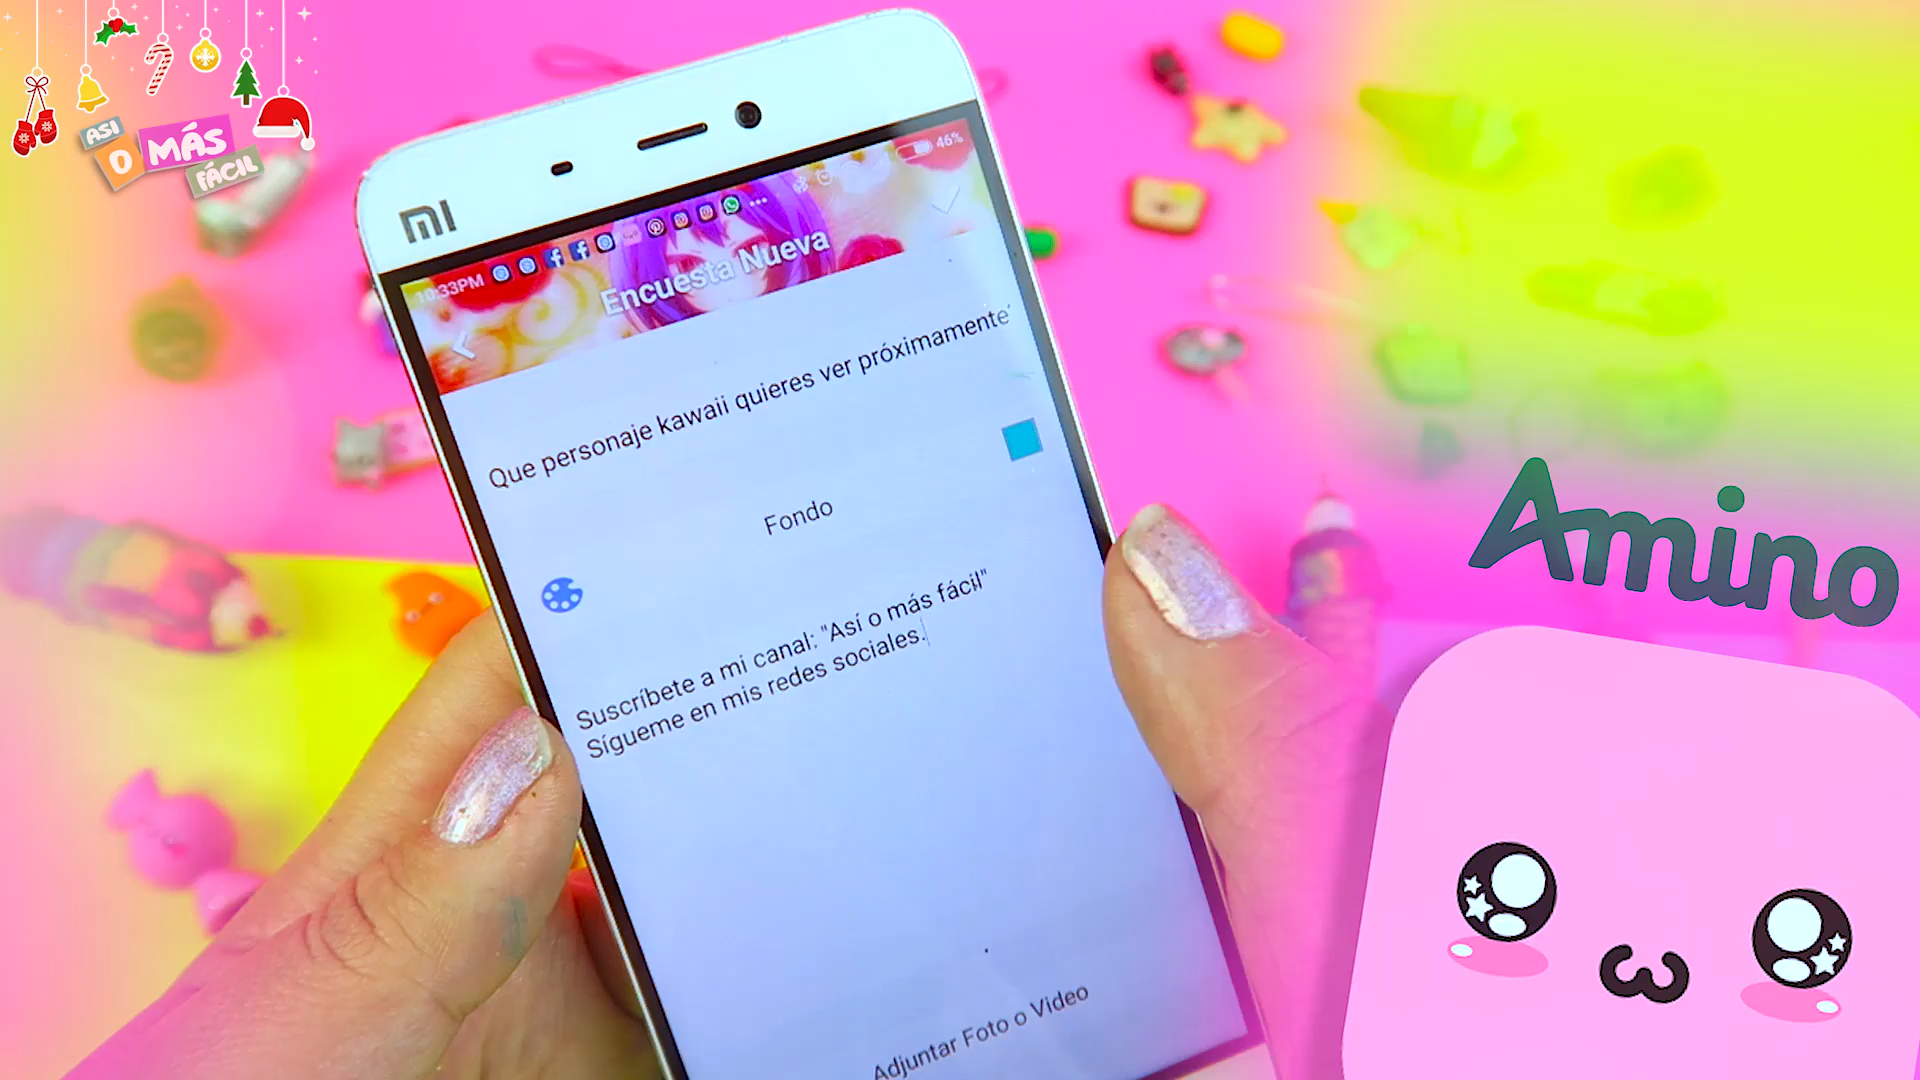 ASI
O
MÁS
FÁCIL
mi
10:33PM
46%
Encuesta Nueva
Que personaje kawaii quieres ver próximamente
Fondo
Suscríbete a mi canal: "Así o más fácil"
Sígueme en mis redes sociales.
Adjuntar Foto o Video
Amino